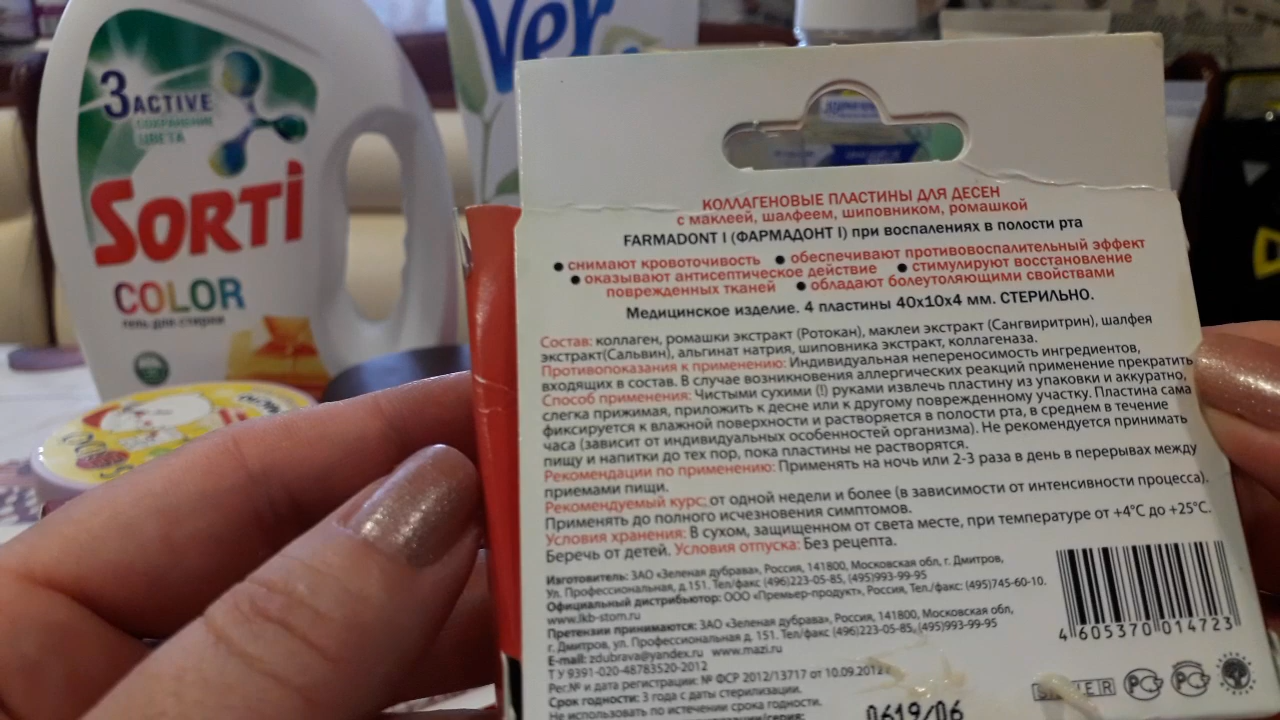 3 ACTIVE
СОХРАНЕНИЕ
ЦВЕТА
SORTI
COLOR
гель для стирки
Ver
КОЛЛАГЕНОВЫЕ ПЛАСТИНЫ ДЛЯ ДЕСЕН
с маклеей, шалфеем, шиповником, ромашкой
FARMADONT I (ФАРМАДОНТ I) при воспалениях в полости рта
● снимают кровоточивость ● обеспечивают противовоспалительный эффект
● оказывают антисептическое действие ● стимулируют восстановление
поврежденных тканей ● обладают болеутоляющими свойствами
Медицинское изделие. 4 пластины 40х10х4 мм. СТЕРИЛЬНО.
Состав: коллаген, ромашки экстракт (Ротокан), маклеи экстракт (Сангвиритрин), шалфея
экстракт(Сальвин), альгинат натрия, шиповника экстракт, коллагеназа.
Противопоказания к применению: Индивидуальная непереносимость ингредиентов,
входящих в состав. В случае возникновения аллергических реакций применение прекратить
Способ применения: Чистыми сухими (!) руками извлечь пластину из упаковки и аккуратно,
слегка прижимая, приложить к десне или к другому поврежденному участку. Пластина сама
фиксируется к влажной поверхности и растворяется в полости рта, в среднем в течение
часа (зависит от индивидуальных особенностей организма). Не рекомендуется принимать
пищу и напитки до тех пор, пока пластины не растворятся.
Рекомендации по применению: Применять на ночь или 2-3 раза в день в перерывах между
приемами пищи.
Рекомендуемый курс: от одной недели и более (в зависимости от интенсивности процесса).
Применять до полного исчезновения симптомов.
Условия хранения: В сухом, защищенном от света месте, при температуре от +4°C до +25°C.
Беречь от детей. Условия отпуска: Без рецепта.
Изготовитель: ЗАО «Зеленая дубрава», Россия, 141800, Московская обл, г. Дмитров,
Ул. Профессиональная, д.151. Тел/факс (496)223-05-85, (495)993-99-95
Официальный дистрибьютор: ООО «Премьер-продукт», Россия, Тел./факс: (495)745-60-10.
www.lkb-stom.ru
Претензии принимаются: ЗАО «Зеленая дубрава», Россия, 141800, Московская обл,
г. Дмитров, ул. Профессиональная д. 151. Тел/факс (496)223-05-85, (495)993-99-95
E-mail: zdubrava@yandex.ru www.mazi.ru
ТУ 9391-020-48783520-2012
Рег.№ и дата регистрации: № ФСР 2012/13717 от 10.09.2012
Срок годности: 3 года с даты стерилизации.
Не использовать по истечении срока годности.
0619/06
4 605370 014723